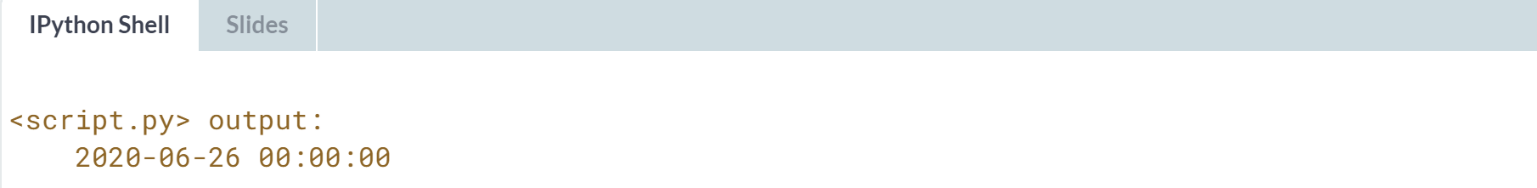 IPython Shell
Slides
<script.py> output:
2020-06-26 00:00:00